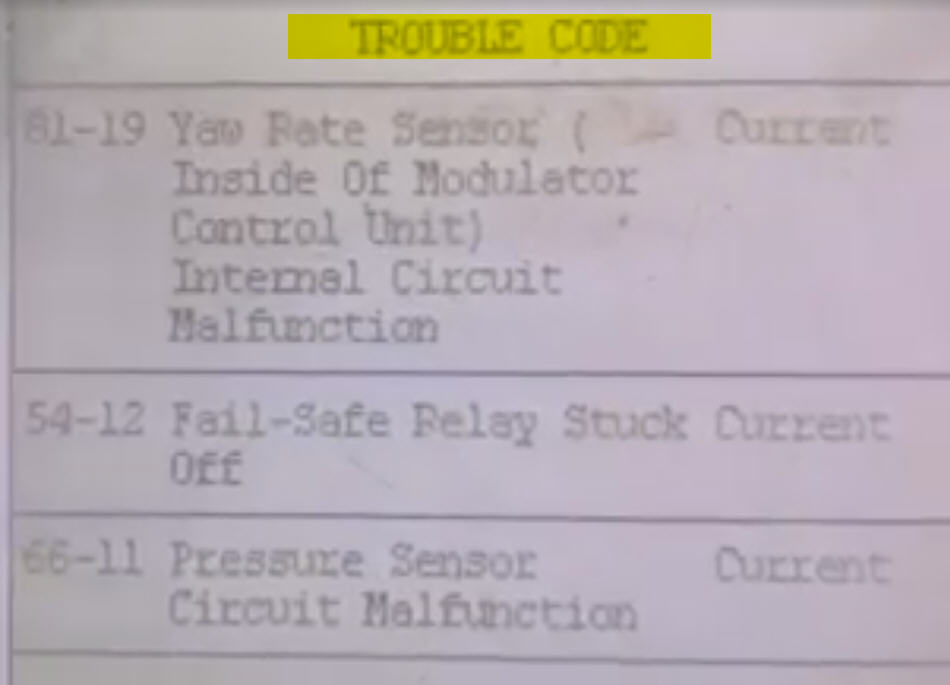 TROUBLE CODE
81-19 Yaw Rate Sensor ( Current
Inside Of Modulator
Control Unit)
Internal Circuit
Malfunction
54-12 Fail-Safe Relay Stuck Current
Off
66-11 Pressure Sensor Current
Circuit Malfunction